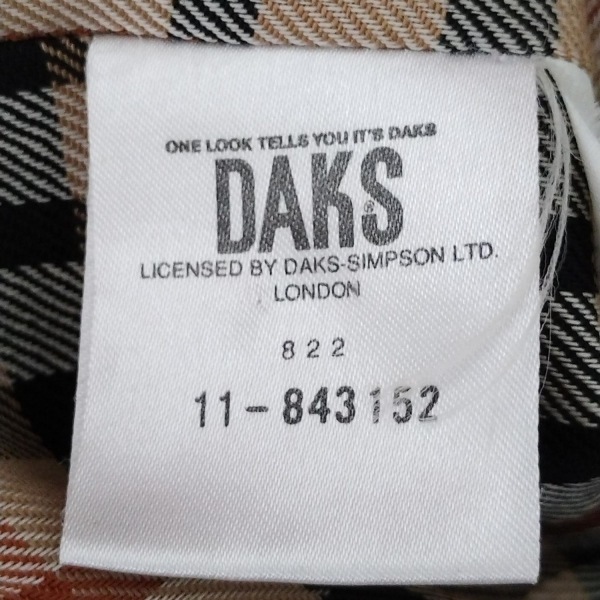 ONE LOOK TELLS YOU IT'S DAKS
DAKS®
LICENSED BY DAKS-SIMPSON LTD.
LONDON
822
11-843152